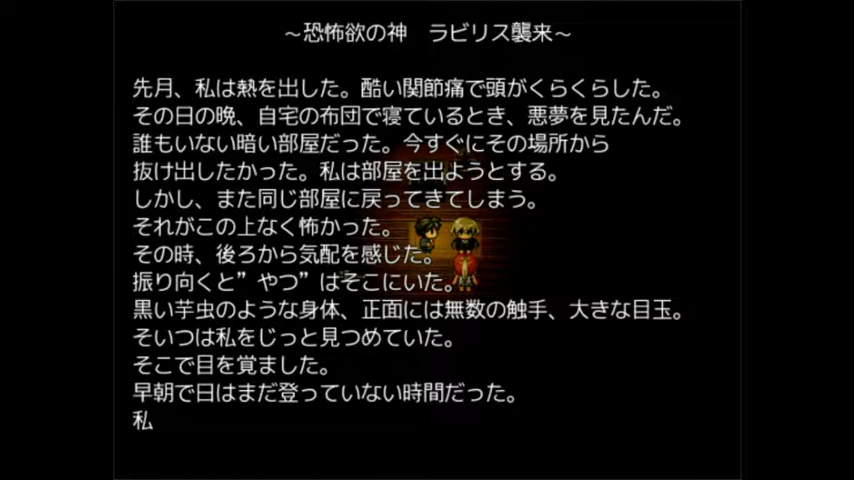 ～恐怖欲の神　ラビリス襲来～
先月、私は熱を出した。酷い関節痛で頭がくらくらした。
その日の晩、自宅の布団で寝ているとき、悪夢を見たんだ。
誰もいない暗い部屋だった。今すぐにその場所から
抜け出したかった。私は部屋を出ようとする。
しかし、また同じ部屋に戻ってきてしまう。
それがこの上なく怖かった。
その時、後ろから気配を感じた。
振り向くと”やつ”はそこにいた。
黒い芋虫のような身体、正面には無数の触手、大きな目玉。
そいつは私をじっと見つめていた。
そこで目を覚ました。
早朝で日はまだ登っていない時間だった。
私